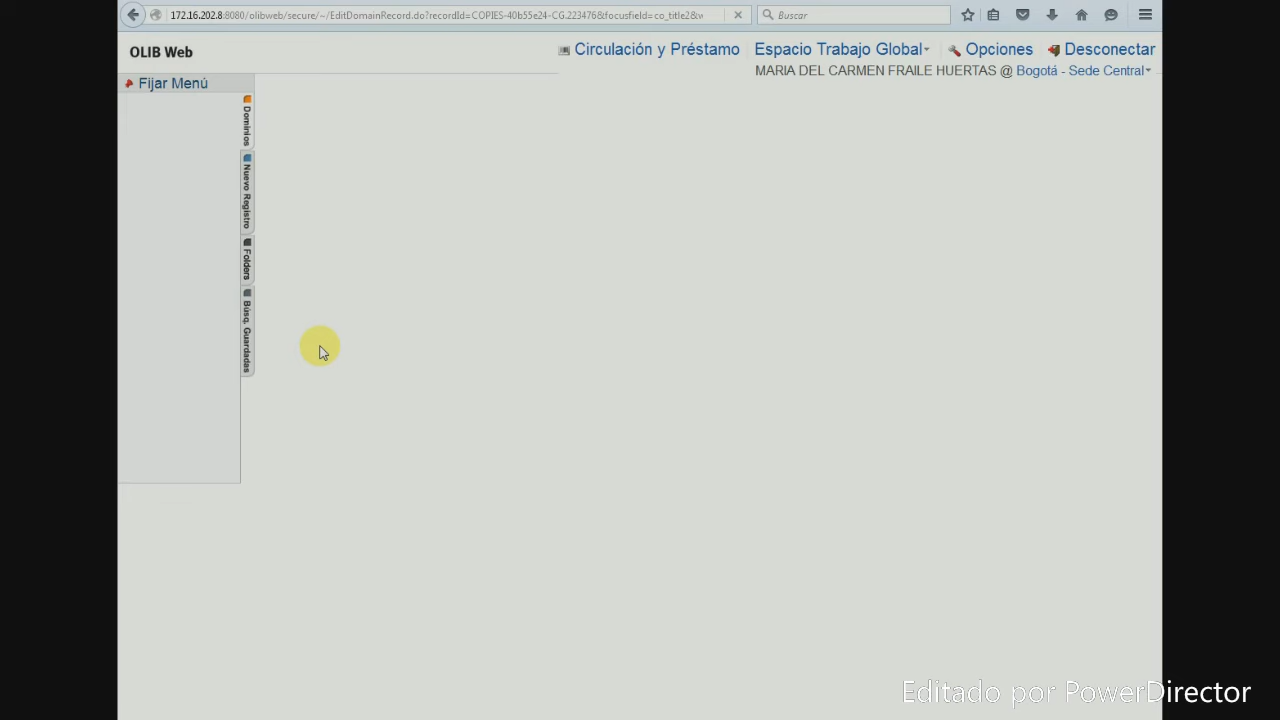 172.16.202.8:8080/olibweb/secure/~/EditDomainRecord.do?recordId=COPIES-40b55e24-CG.2234768&focusfield=co_title2&w
Buscar
OLIB Web
Circulación y Préstamo
Espacio Trabajo Global
Opciones
Desconectar
MARIA DEL CARMEN FRAILE HUERTAS @ Bogotá - Sede Central
Fijar Menú
Dominios
Nuevo Registro
Folders
Búsq. Guardadas
Editado por PowerDirector